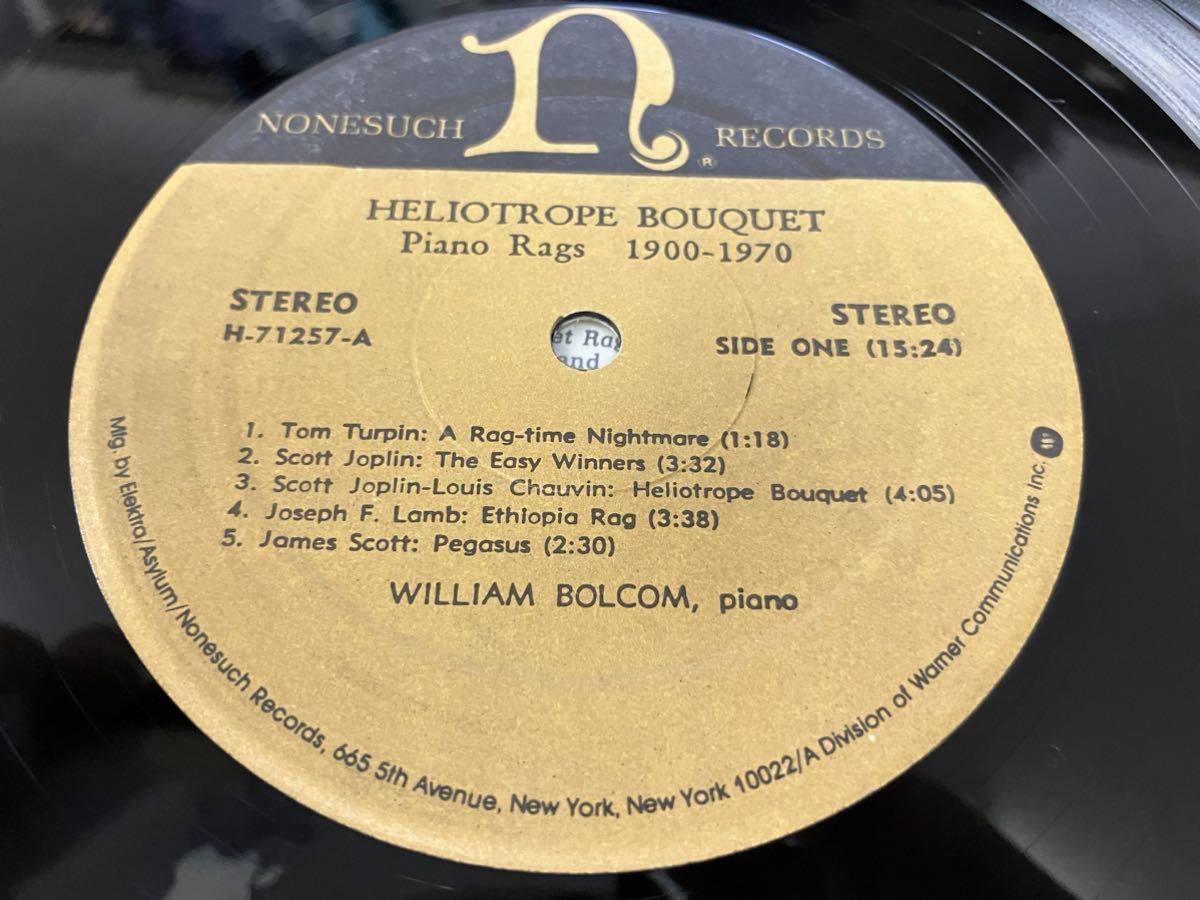 NONESUCH n ® RECORDS
HELIOTROPE BOUQUET
Piano Rags 1900-1970
STEREO
H-71257-A
STEREO
SIDE ONE (15:24)
et Ra
and
1. Tom Turpin: A Rag-time Nightmare (1:18)
2. Scott Joplin: The Easy Winners (3:32)
3. Scott Joplin-Louis Chauvin: Heliotrope Bouquet (4:05)
4. Joseph F. Lamb: Ethiopia Rag (3:38)
5. James Scott: Pegasus (2:30)
WILLIAM BOLCOM, piano
Mfg. by Elektra/Asylum/Nonesuch Records, 665 5th Avenue, New York, New York 10022/A Division of Warner Communications Inc.